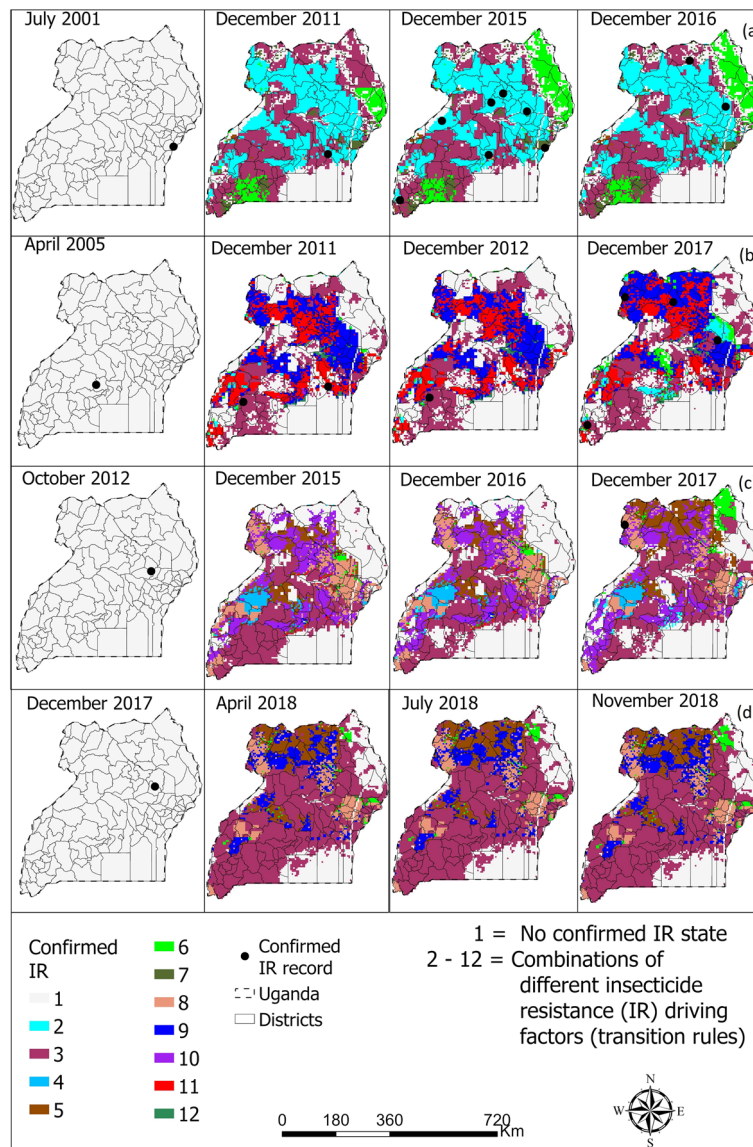 July 2001
December 2011
December 2015
December 2016
(a
April 2005
December 2011
December 2012
December 2017
(b
October 2012
December 2015
December 2016
December 2017
(c
December 2017
April 2018
July 2018
November 2018
(d
Confirmed
IR
1
2
3
4
5
6
7
8
9
10
11
12
Confirmed
IR record
Uganda
Districts
1 = No confirmed IR state
2 - 12 = Combinations of
different insecticide
resistance (IR) driving
factors (transition rules)
0 180 360 720
Km
N
W E
S